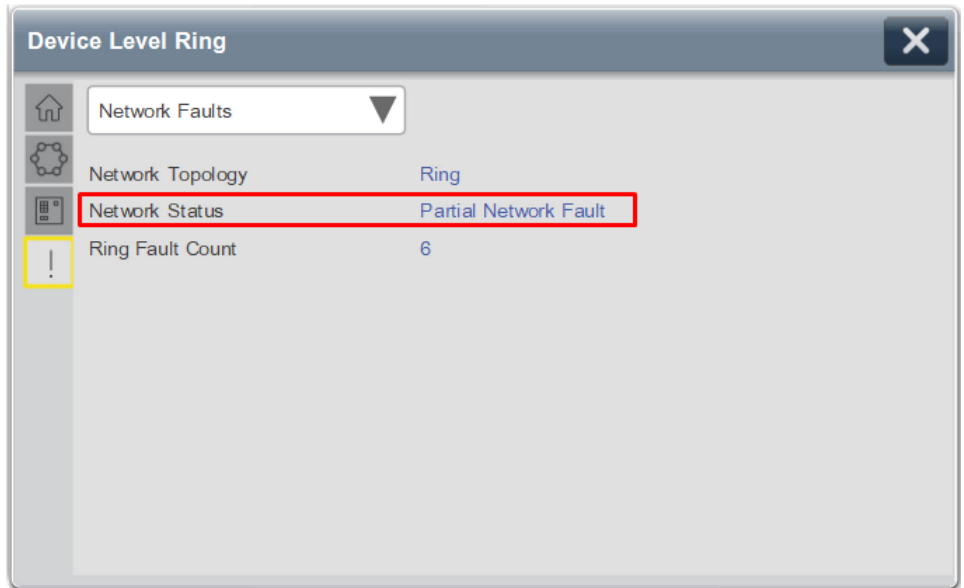 Device Level Ring
Network Faults
Network Topology Ring
Network Status Partial Network Fault
Ring Fault Count 6